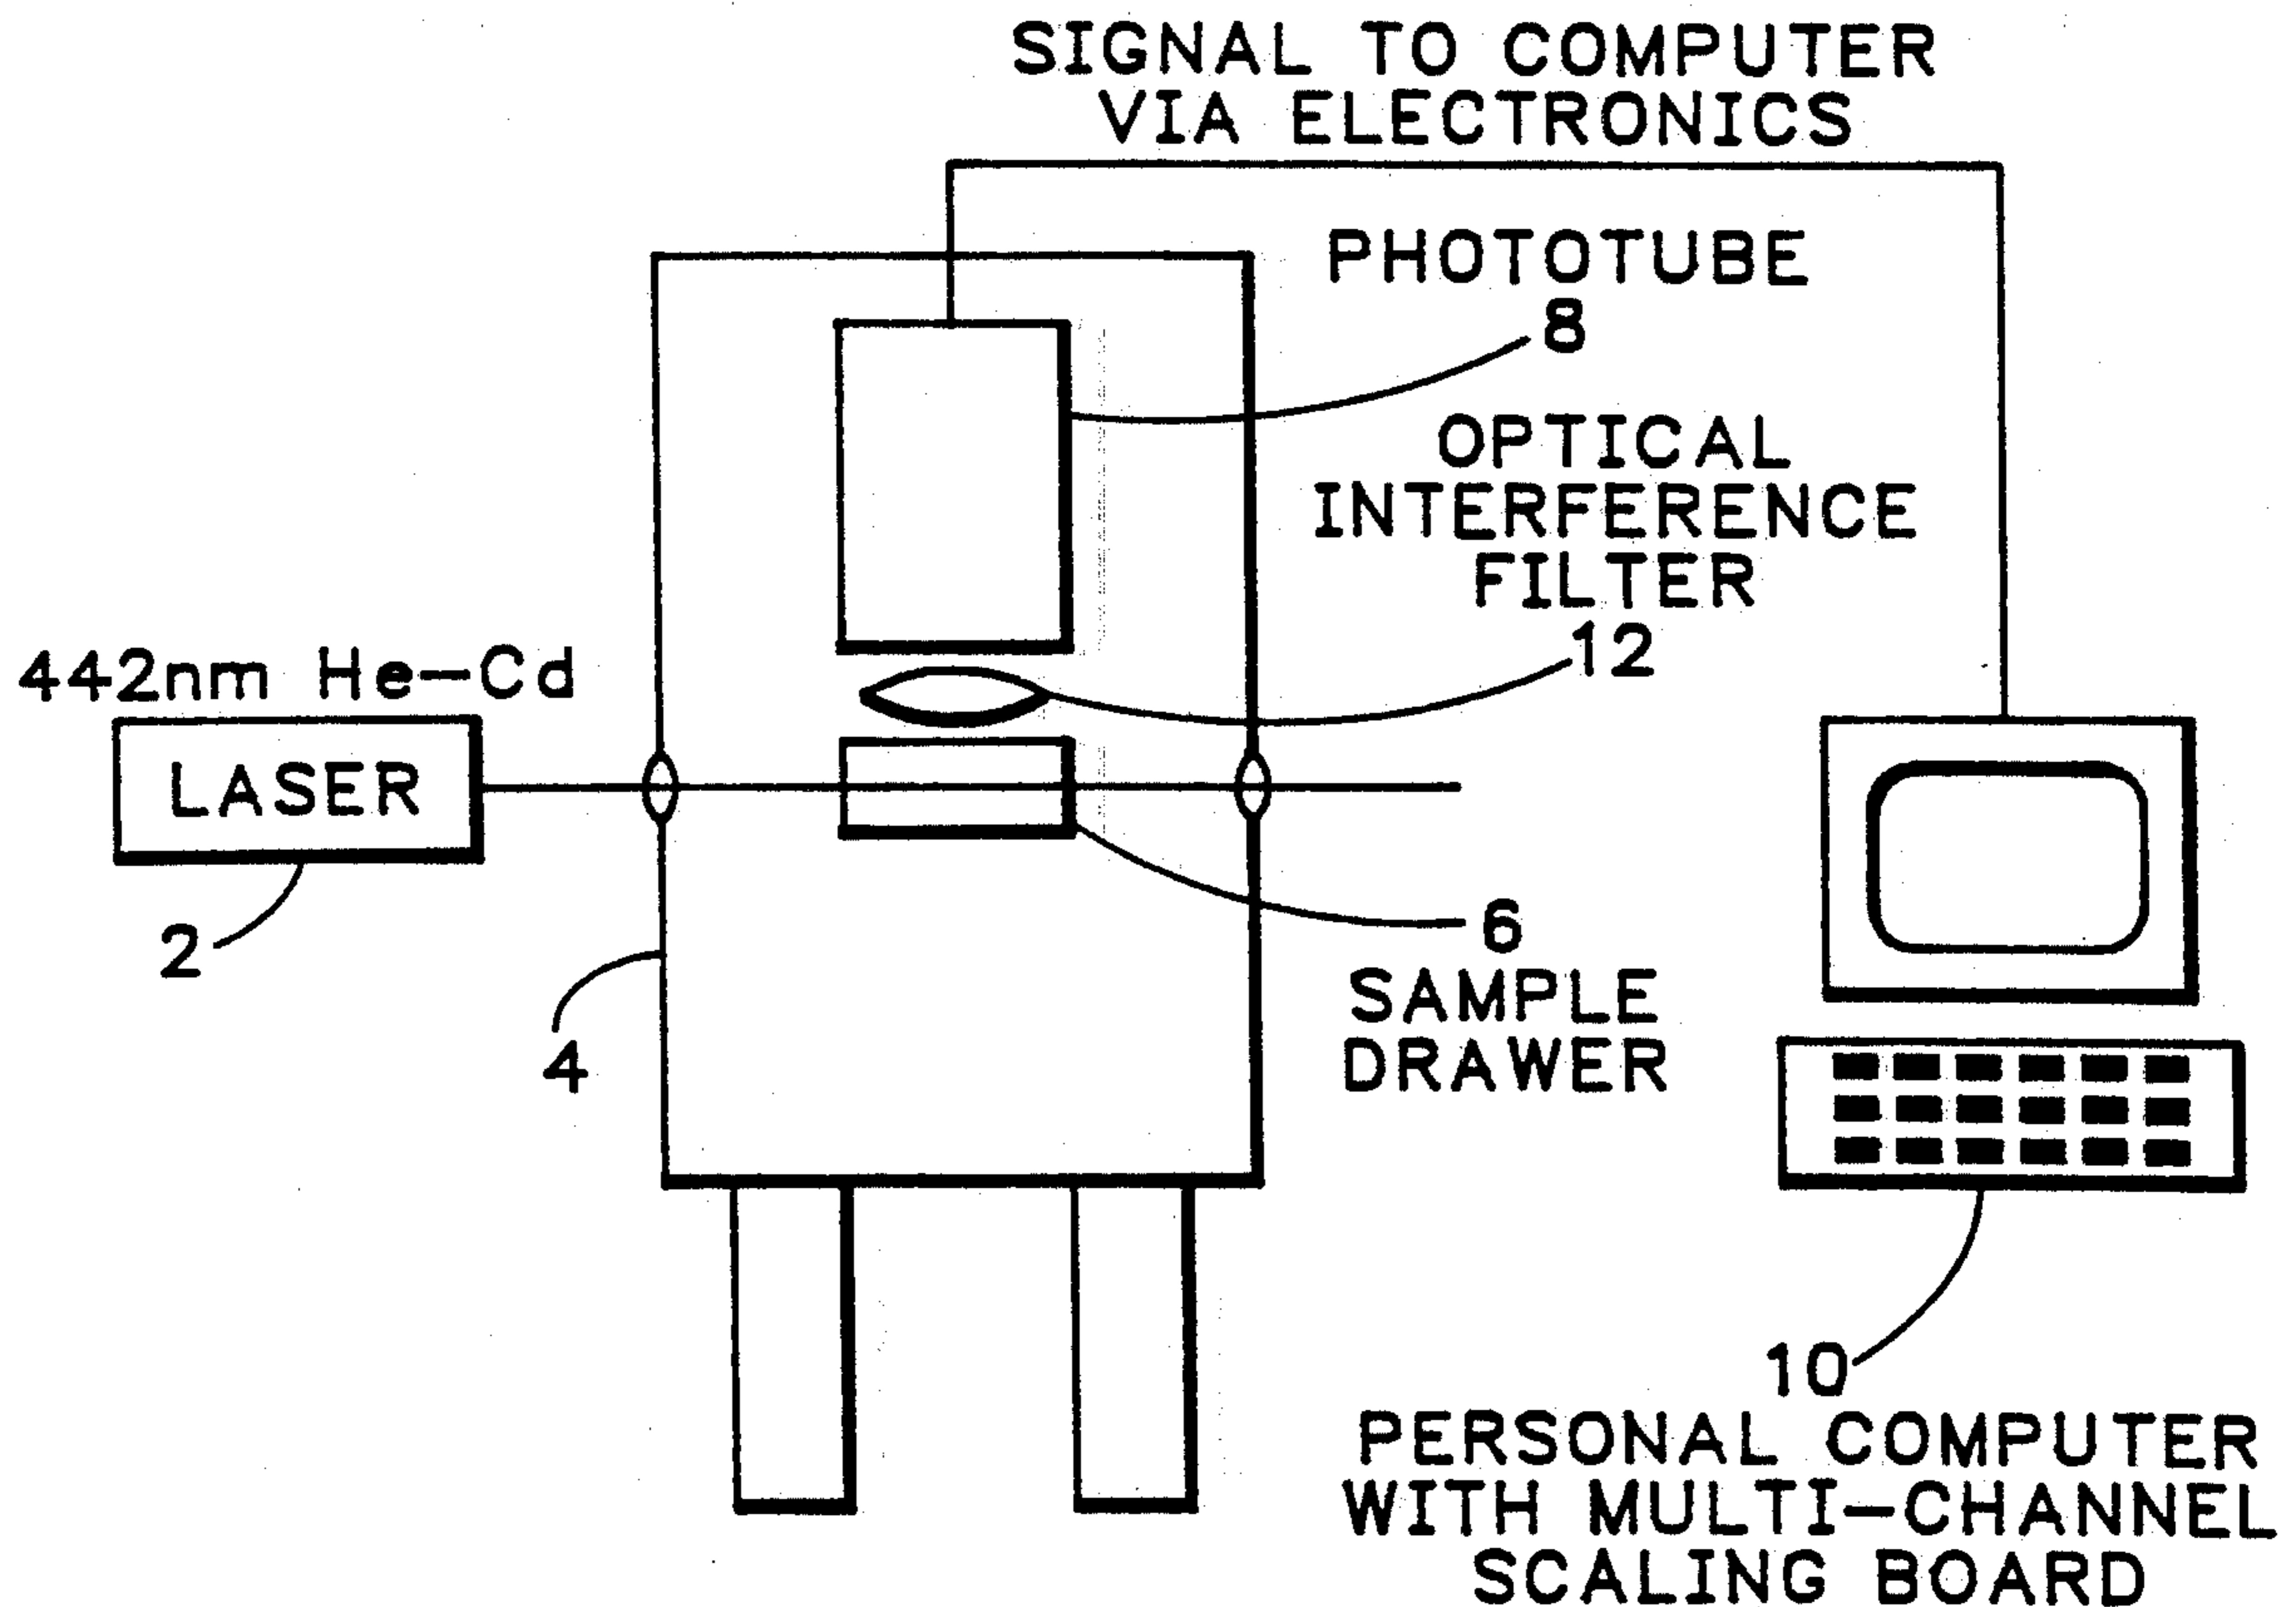 SIGNAL TO COMPUTER
VIA ELECTRONICS
PHOTOTUBE
8
OPTICAL
INTERFERENCE
FILTER
12
442nm He-Cd
LASER
2
4
6
SAMPLE
DRAWER
10
PERSONAL COMPUTER
WITH MULTI-CHANNEL
SCALING BOARD